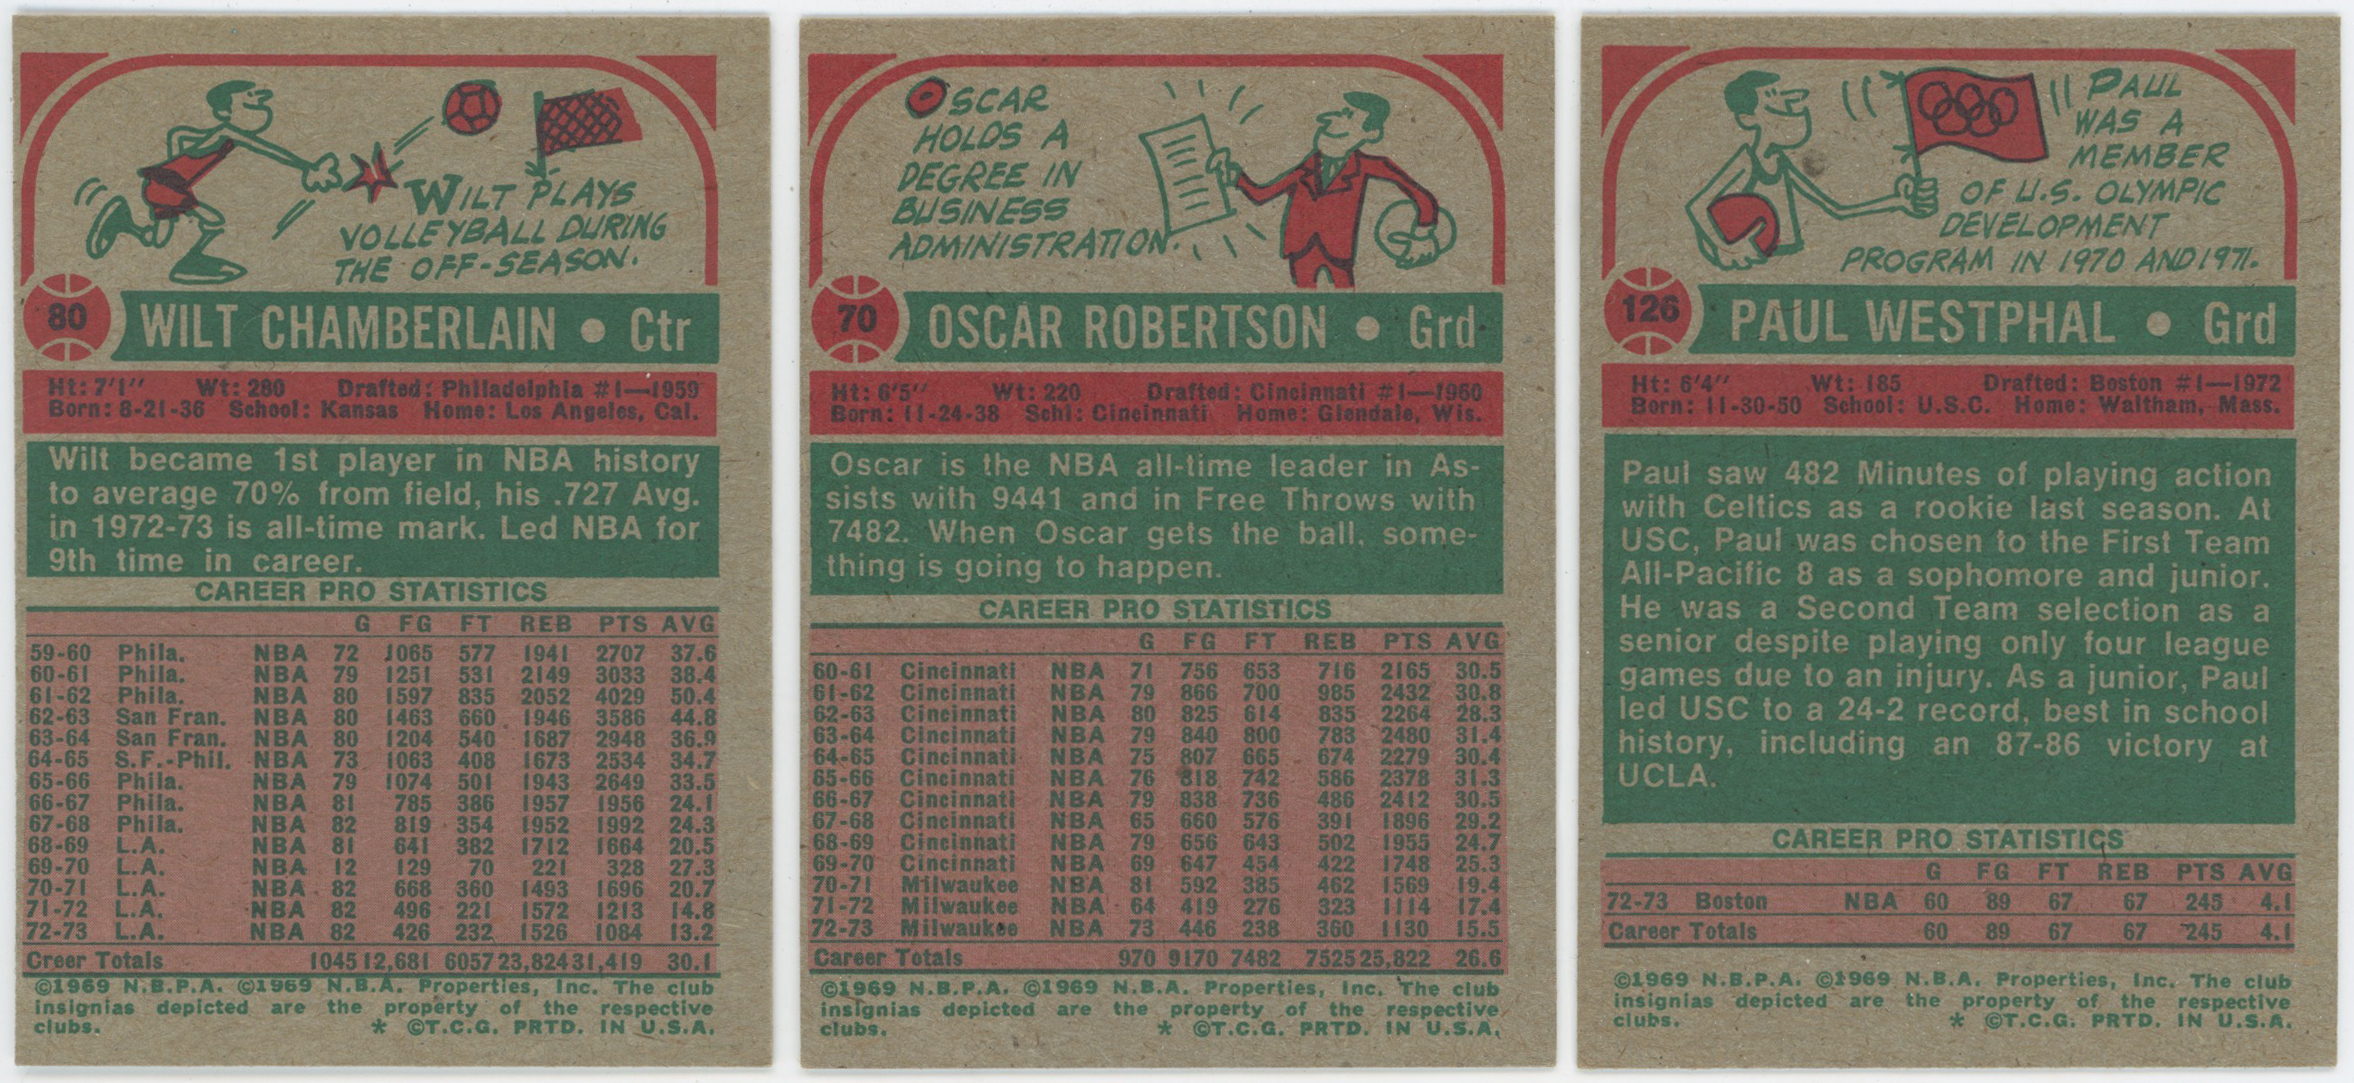 WILT PLAYS
VOLLEYBALL DURING
THE OFF-SEASON.
80
WILT CHAMBERLAIN • Ctr
Ht: 7'1" Wt: 280 Drafted: Philadelphia #1—1959
Born: 8-21-36 School: Kansas Home: Los Angeles, Cal.
Wilt became 1st player in NBA history
to average 70% from field, his .727 Avg.
in 1972-73 is all-time mark. Led NBA for
9th time in career.
CAREER PRO STATISTICS
G FG FT REB PTS AVG
59-60 Phila. NBA 72 1065 577 1941 2707 37.6
60-61 Phila. NBA 79 1251 531 2149 3033 38.4
61-62 Phila. NBA 80 1597 835 2052 4029 50.4
62-63 San Fran. NBA 80 1463 660 1946 3586 44.8
63-64 San Fran. NBA 80 1204 540 1687 2948 36.9
64-65 S.F.-Phil. NBA 73 1063 408 1673 2534 34.7
65-66 Phila. NBA 79 1074 501 1943 2649 33.5
66-67 Phila. NBA 81 785 386 1957 1956 24.1
67-68 Phila. NBA 82 819 354 1952 1992 24.3
68-69 L.A. NBA 81 641 382 1712 1664 20.5
69-70 L.A. NBA 12 129 70 221 328 27.3
70-71 L.A. NBA 82 668 360 1493 1696 20.7
71-72 L.A. NBA 82 496 221 1572 1213 14.8
72-73 L.A. NBA 82 426 232 1526 1084 13.2
Creer Totals 1045 12,681 6057 23,824 31,419 30.1
©1969 N.B.P.A. ©1969 N.B.A. Properties, Inc. The club
insignias depicted are the property of the respective
clubs. * ©T.C.G. PRTD. IN U.S.A.
OSCAR
HOLDS A
DEGREE IN
BUSINESS
ADMINISTRATION.
70
OSCAR ROBERTSON • Grd
Ht: 6'5" Wt: 220 Drafted: Cincinnati #1—1960
Born: 11-24-38 Schl: Cincinnati Home: Glendale, Wis.
Oscar is the NBA all-time leader in As-
sists with 9441 and in Free Throws with
7482. When Oscar gets the ball, some-
thing is going to happen.
CAREER PRO STATISTICS
G FG FT REB PTS AVG
60-61 Cincinnati NBA 71 756 653 716 2165 30.5
61-62 Cincinnati NBA 79 866 700 985 2432 30.8
62-63 Cincinnati NBA 80 825 614 835 2264 28.3
63-64 Cincinnati NBA 79 840 800 783 2480 31.4
64-65 Cincinnati NBA 75 807 665 674 2279 30.4
65-66 Cincinnati NBA 76 818 742 586 2378 31.3
66-67 Cincinnati NBA 79 838 736 486 2412 30.5
67-68 Cincinnati NBA 65 660 576 391 1896 29.2
68-69 Cincinnati NBA 79 656 643 502 1955 24.7
69-70 Cincinnati NBA 69 647 454 422 1748 25.3
70-71 Milwaukee NBA 81 592 385 462 1569 19.4
71-72 Milwaukee NBA 64 419 276 323 1114 17.4
72-73 Milwaukee NBA 73 446 238 360 1130 15.5
Career Totals 970 9170 7482 7525 25,822 26.6
©1969 N.B.P.A. ©1969 N.B.A. Properties, Inc. The club
insignias depicted are the property of the respective
clubs. * ©T.C.G. PRTD. IN U.S.A.
PAUL
WAS A
MEMBER
OF U.S. OLYMPIC
DEVELOPMENT
PROGRAM IN 1970 AND 1971.
126
PAUL WESTPHAL • Grd
Ht: 6'4" Wt: 185 Drafted: Boston #1—1972
Born: 11-30-50 School: U.S.C. Home: Waltham, Mass.
Paul saw 482 Minutes of playing action
with Celtics as a rookie last season. At
USC, Paul was chosen to the First Team
All-Pacific 8 as a sophomore and junior.
He was a Second Team selection as a
senior despite playing only four league
games due to an injury. As a junior, Paul
led USC to a 24-2 record, best in school
history, including an 87-86 victory at
UCLA.
CAREER PRO STATISTICS
G FG FT REB PTS AVG
72-73 Boston NBA 60 89 67 67 245 4.1
Career Totals 60 89 67 67 245 4.1
©1969 N.B.P.A. ©1969 N.B.A. Properties, Inc. The club
insignias depicted are the property of the respective
clubs. * ©T.C.G. PRTD. IN U.S.A.